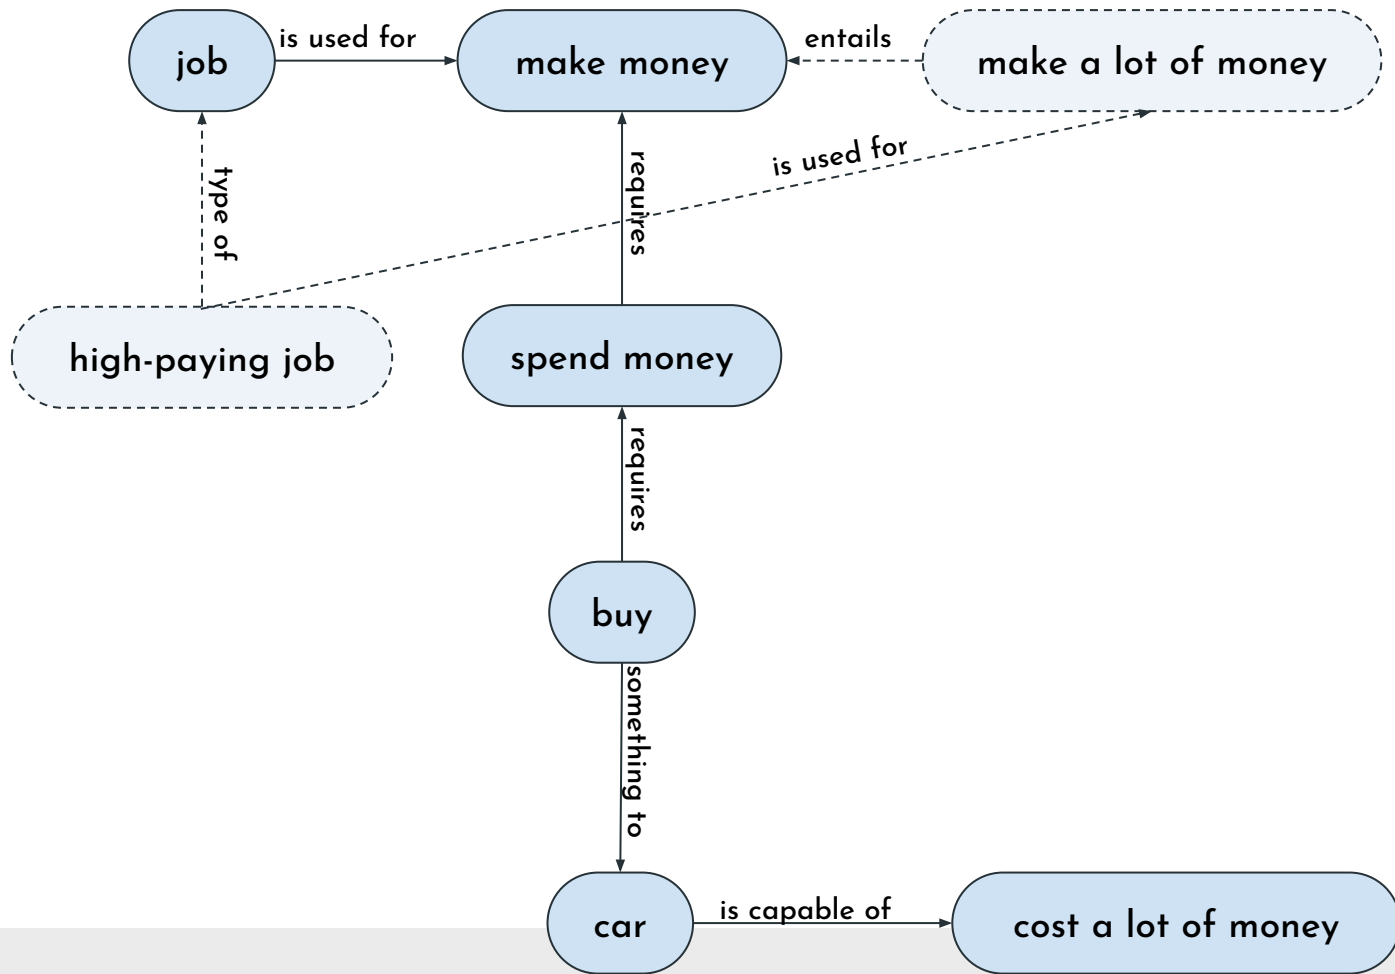 job
is used for
make money
entails
make a lot of money
type of
requires
is used for
high-paying job
spend money
requires
buy
something to
car
is capable of
cost a lot of money